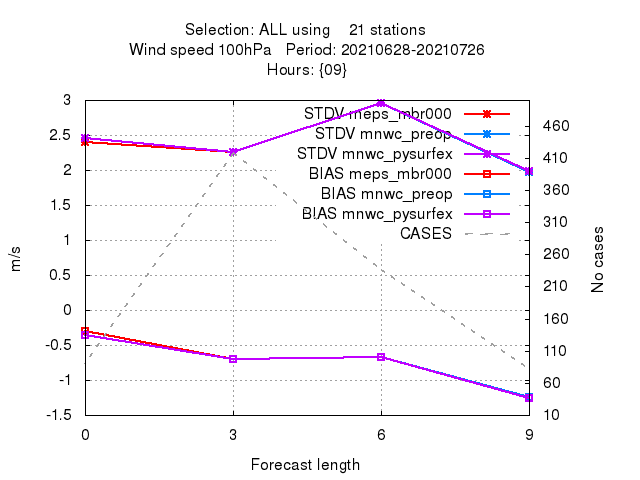 Selection: ALL using    21 stations
Wind speed 100hPa   Period: 20210628-20210726
Hours: {09}
3
2.5
2
1.5
1
0.5
0
-0.5
-1
-1.5
m/s
STDV meps_mbr000
STDV mnwc_preop
STDV mnwc_pysurfex
BIAS meps_mbr000
BIAS mnwc_preop
BIAS mnwc_pysurfex
CASES
460
410
360
310
260
210
160
110
60
10
No cases
0 3 6 9
Forecast length